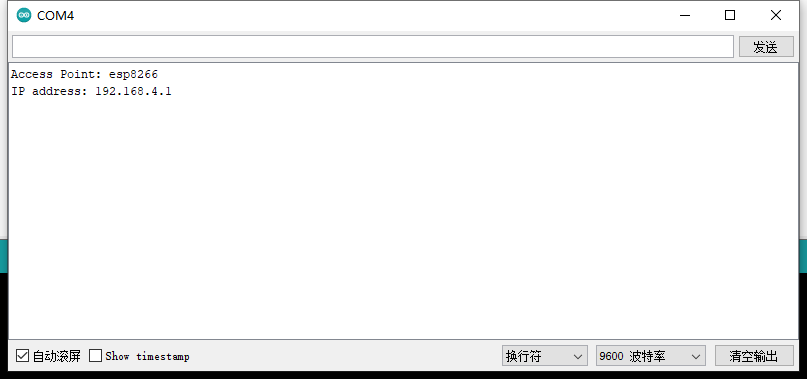 COM4
发送
Access Point: esp8266
IP address: 192.168.4.1
自动滚屏 Show timestamp 换行符 9600 波特率 清空输出